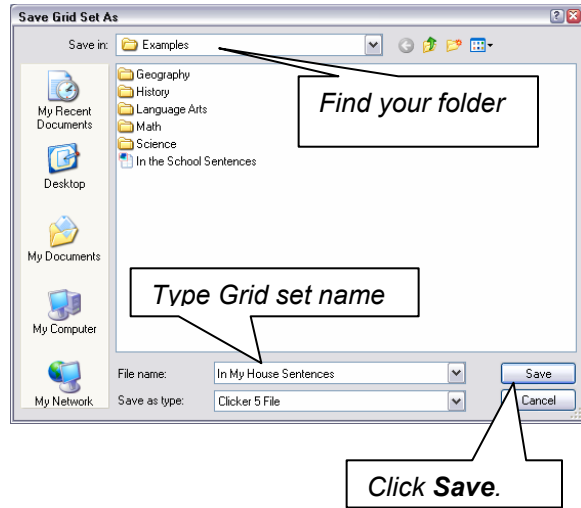 Save Grid Set As
Save in:
Examples
My Recent
Documents
Desktop
My Documents
My Computer
My Network
Geography
History
Language Arts
Math
Science
In the School Sentences
Find your folder
Type Grid set name
File name:
In My House Sentences
Save
Save as type:
Clicker 5 File
Cancel
Click Save.